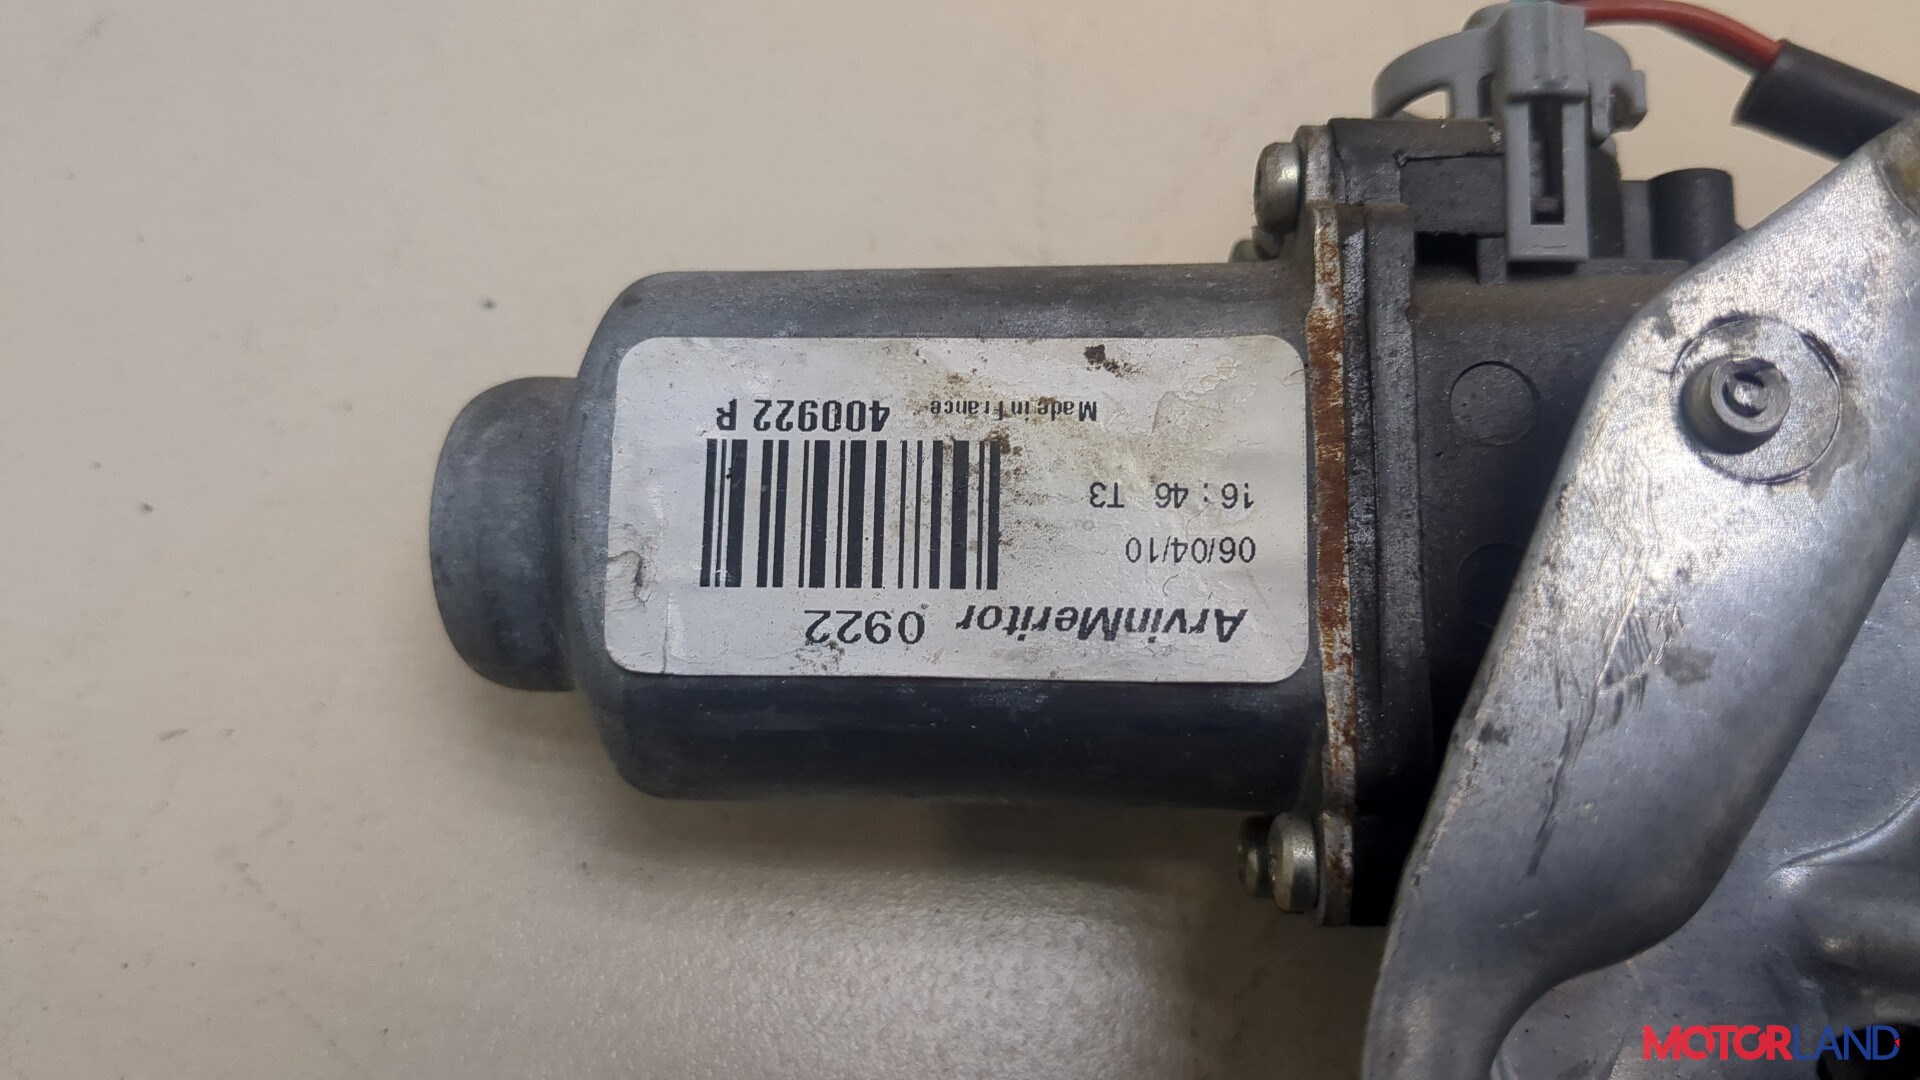 ArvinMeritor 0922
06/04/10
16 : 46 T3
Made in France
400922 R
MOTORLAND